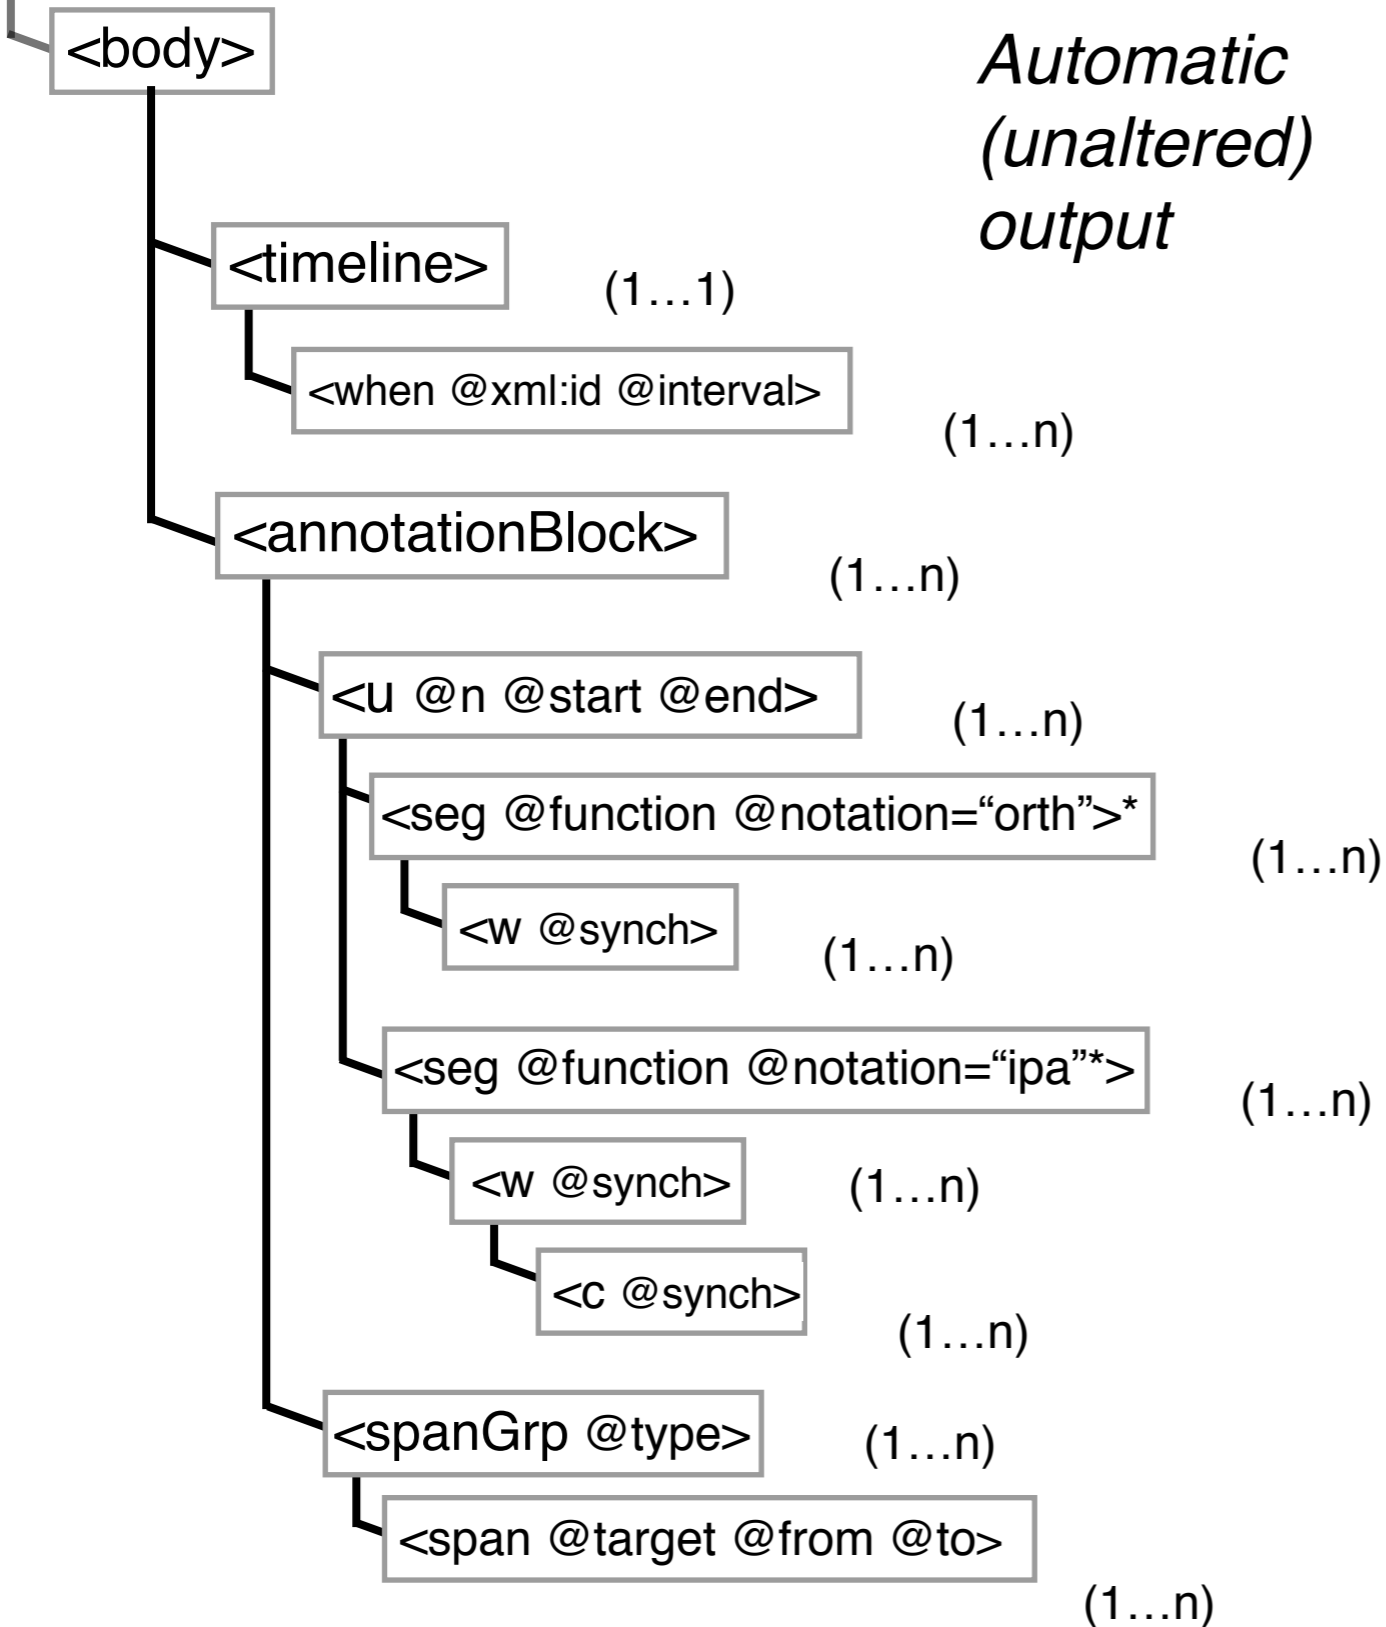 <body>
Automatic
(unaltered)
output
<timeline>
(1…1)
<when @xml:id @interval>
(1…n)
<annotationBlock>
(1…n)
<u @n @start @end>
(1…n)
<seg @function @notation=“orth”>*
(1…n)
<w @synch>
(1…n)
<seg @function @notation=“ipa”*>
(1…n)
<w @synch>
(1…n)
<c @synch>
(1…n)
<spanGrp @type>
(1…n)
<span @target @from @to>
(1…n)